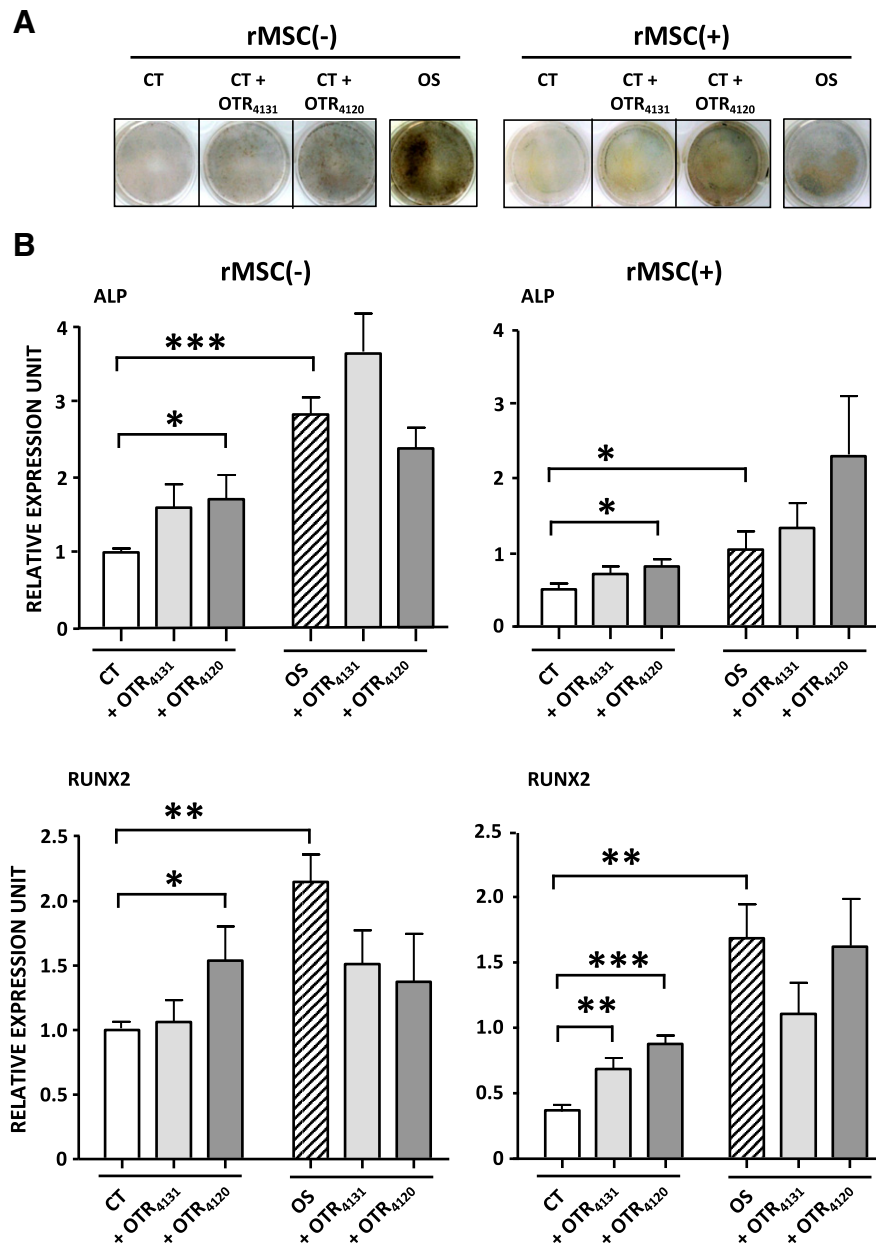 A
rMSC(-) rMSC(+)
CT CT + OTR4131 CT + OTR4120 OS CT CT + OTR4131 CT + OTR4120 OS
B
rMSC(-)
ALP
RELATIVE EXPRESSION UNIT
4
3
2
1
0
***
*
CT
+ OTR4131
+ OTR4120
OS
+ OTR4131
+ OTR4120
rMSC(+)
ALP
4
3
2
1
0
*
*
CT
+ OTR4131
+ OTR4120
OS
+ OTR4131
+ OTR4120
RUNX2
RELATIVE EXPRESSION UNIT
2.5
2.0
1.5
1.0
0.5
0
**
*
CT
+ OTR4131
+ OTR4120
OS
+ OTR4131
+ OTR4120
RUNX2
2.5
2.0
1.5
1.0
0.5
0
**
***
**
CT
+ OTR4131
+ OTR4120
OS
+ OTR4131
+ OTR4120